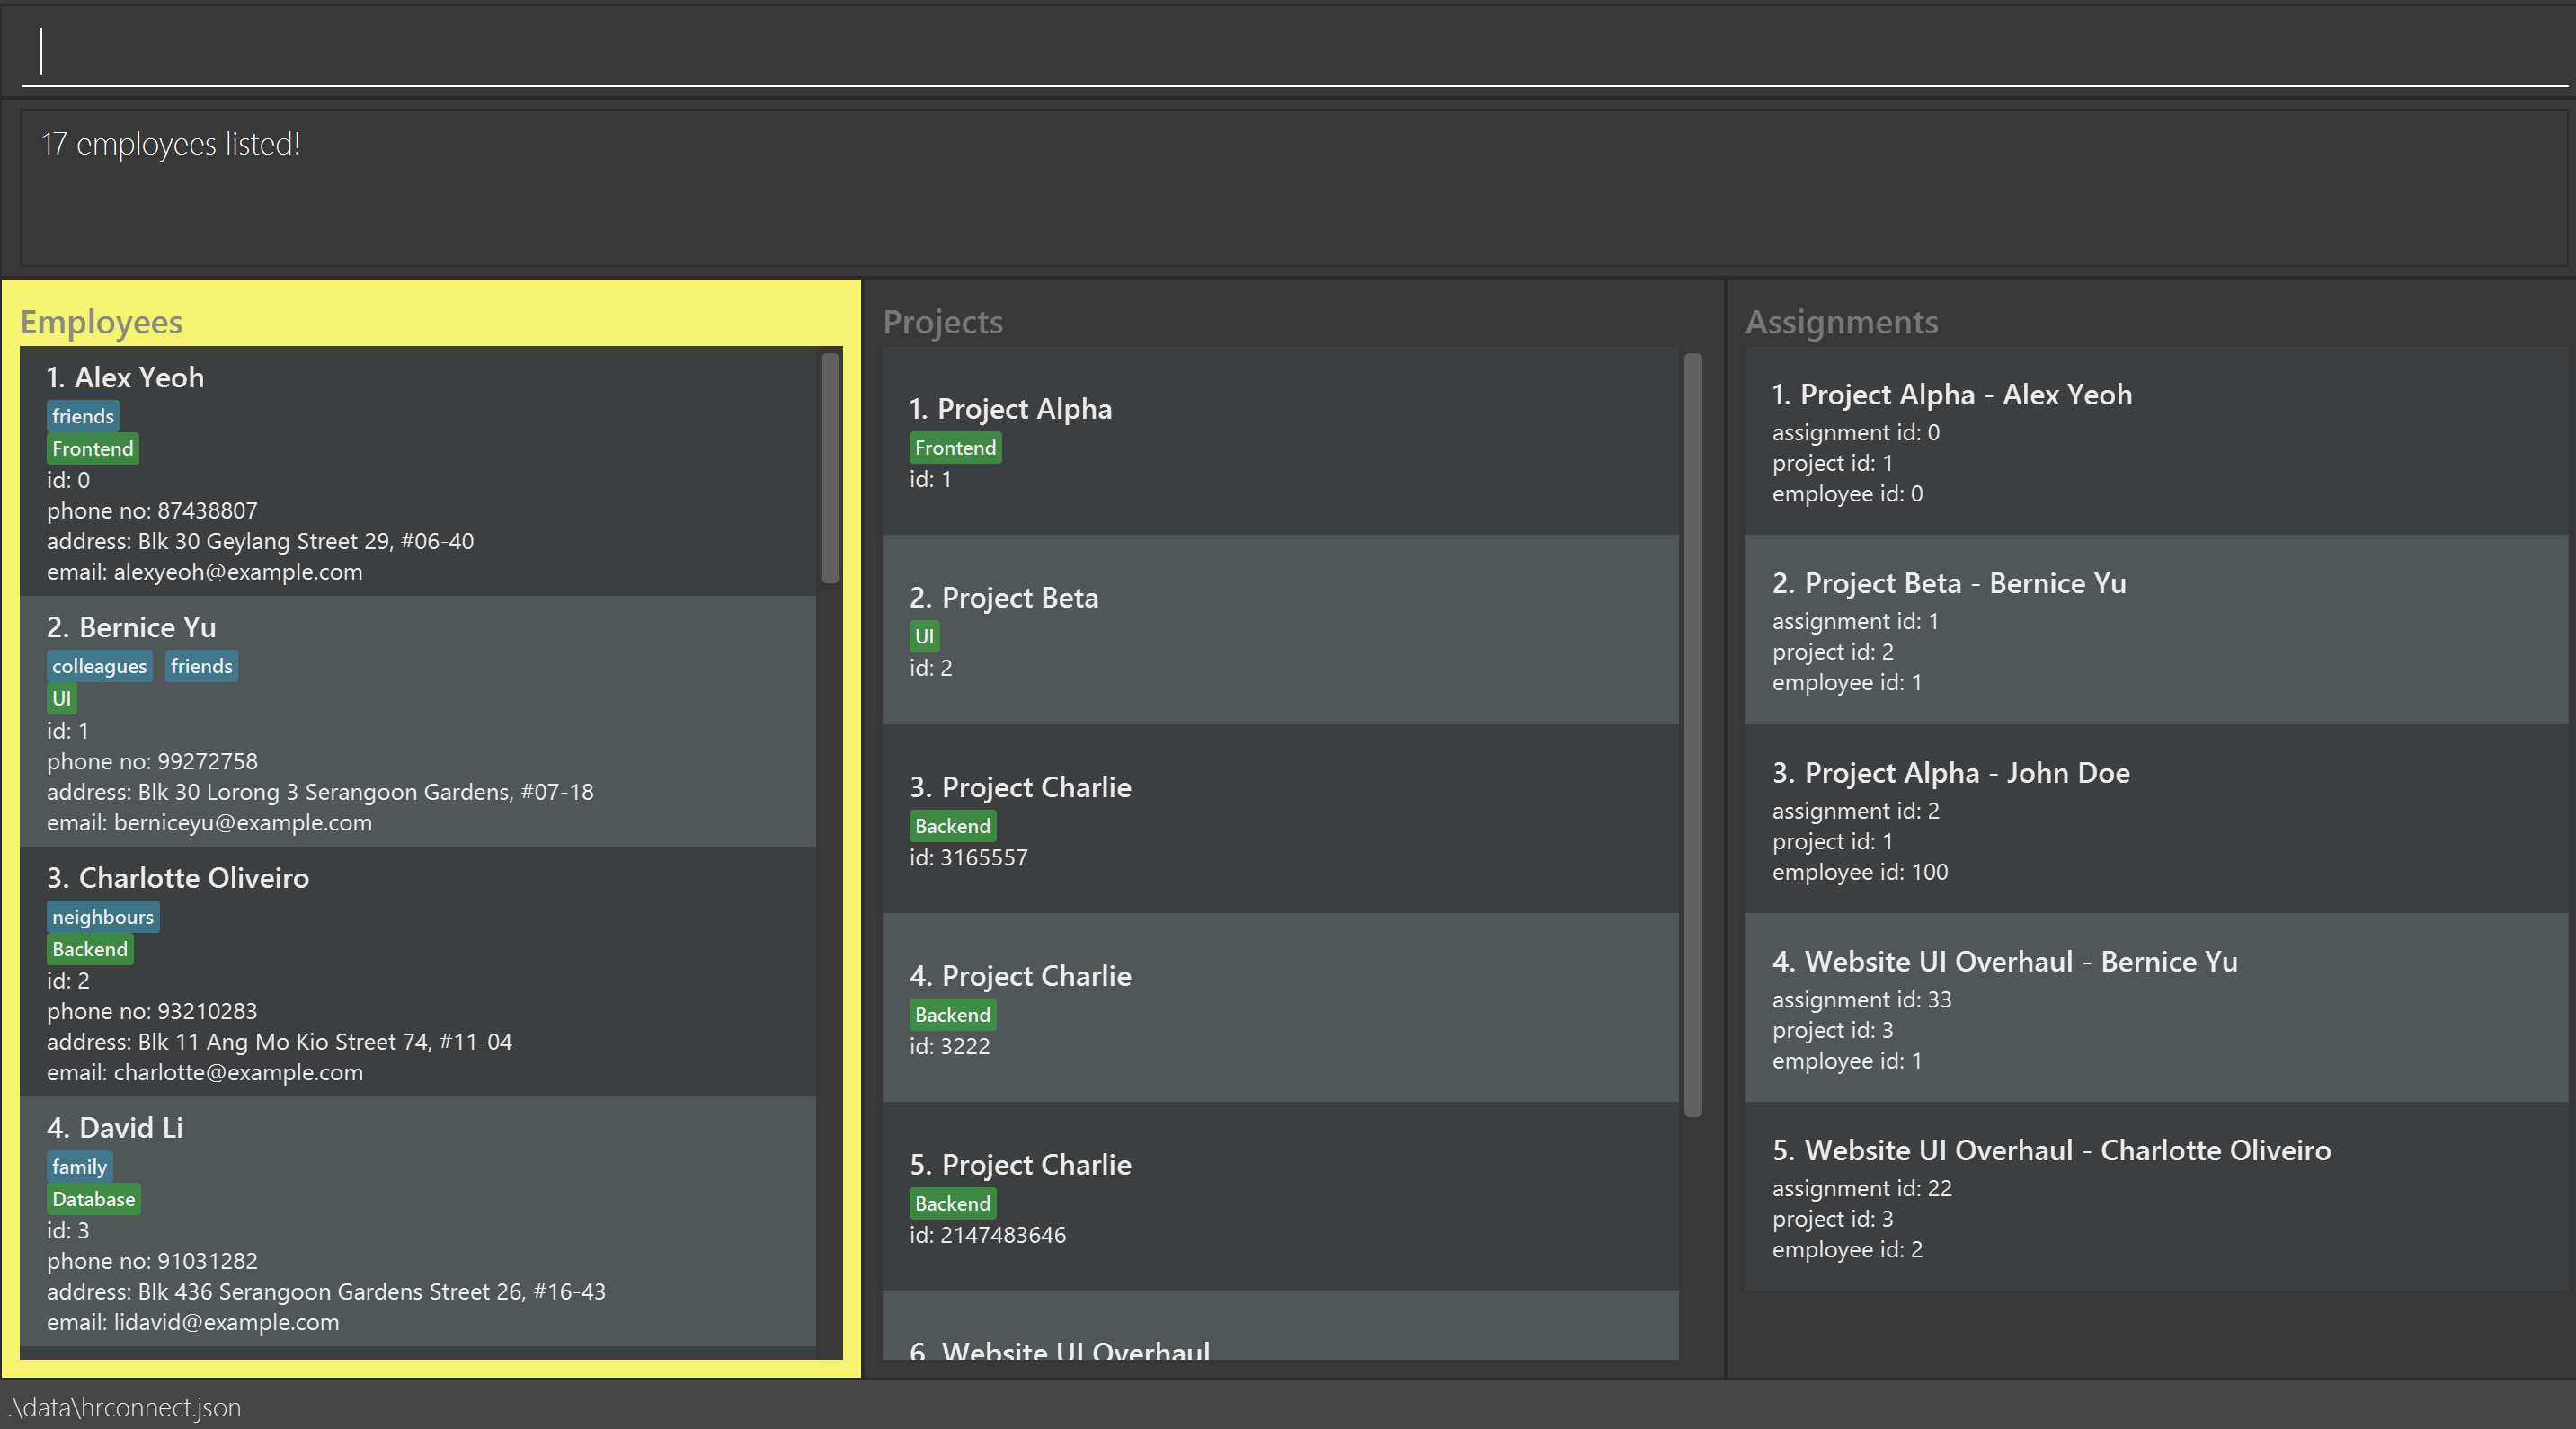 17 employees listed!
Employees
1. Alex Yeoh
friends
Frontend
id: 0
phone no: 87438807
address: Blk 30 Geylang Street 29, #06-40
email: alexyeoh@example.com
2. Bernice Yu
colleagues friends
UI
id: 1
phone no: 99272758
address: Blk 30 Lorong 3 Serangoon Gardens, #07-18
email: berniceyu@example.com
3. Charlotte Oliveiro
neighbours
Backend
id: 2
phone no: 93210283
address: Blk 11 Ang Mo Kio Street 74, #11-04
email: charlotte@example.com
4. David Li
family
Database
id: 3
phone no: 91031282
address: Blk 436 Serangoon Gardens Street 26, #16-43
email: lidavid@example.com
Projects
1. Project Alpha
Frontend
id: 1
2. Project Beta
UI
id: 2
3. Project Charlie
Backend
id: 3165557
4. Project Charlie
Backend
id: 3222
5. Project Charlie
Backend
id: 2147483646
6. Website UI Overhaul
Assignments
1. Project Alpha - Alex Yeoh
assignment id: 0
project id: 1
employee id: 0
2. Project Beta - Bernice Yu
assignment id: 1
project id: 2
employee id: 1
3. Project Alpha - John Doe
assignment id: 2
project id: 1
employee id: 100
4. Website UI Overhaul - Bernice Yu
assignment id: 33
project id: 3
employee id: 1
5. Website UI Overhaul - Charlotte Oliveiro
assignment id: 22
project id: 3
employee id: 2
.\data\hrconnect.json